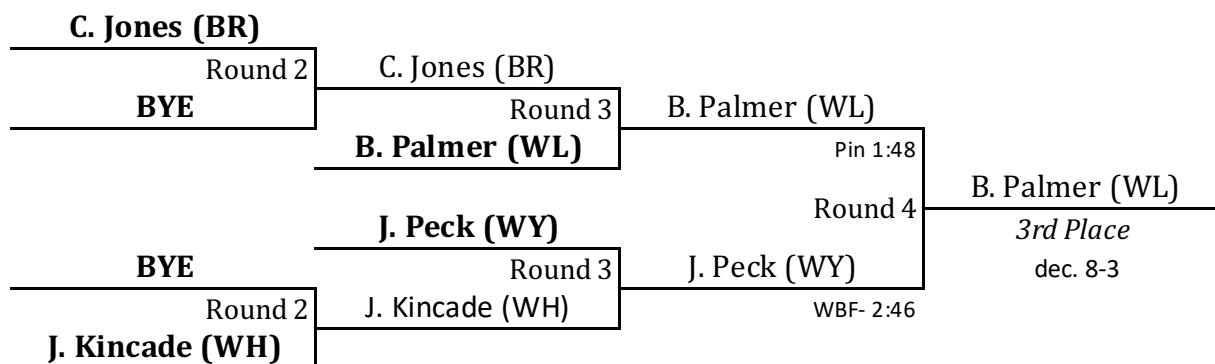 C. Jones (BR)
Round 2
C. Jones (BR)
BYE
Round 3
B. Palmer (WL)
B. Palmer (WL)
Pin 1:48
B. Palmer (WL)
Round 4
J. Peck (WY)
3rd Place
BYE
Round 3
J. Peck (WY)
dec. 8-3
Round 2
J. Kincade (WH)
WBF- 2:46
J. Kincade (WH)